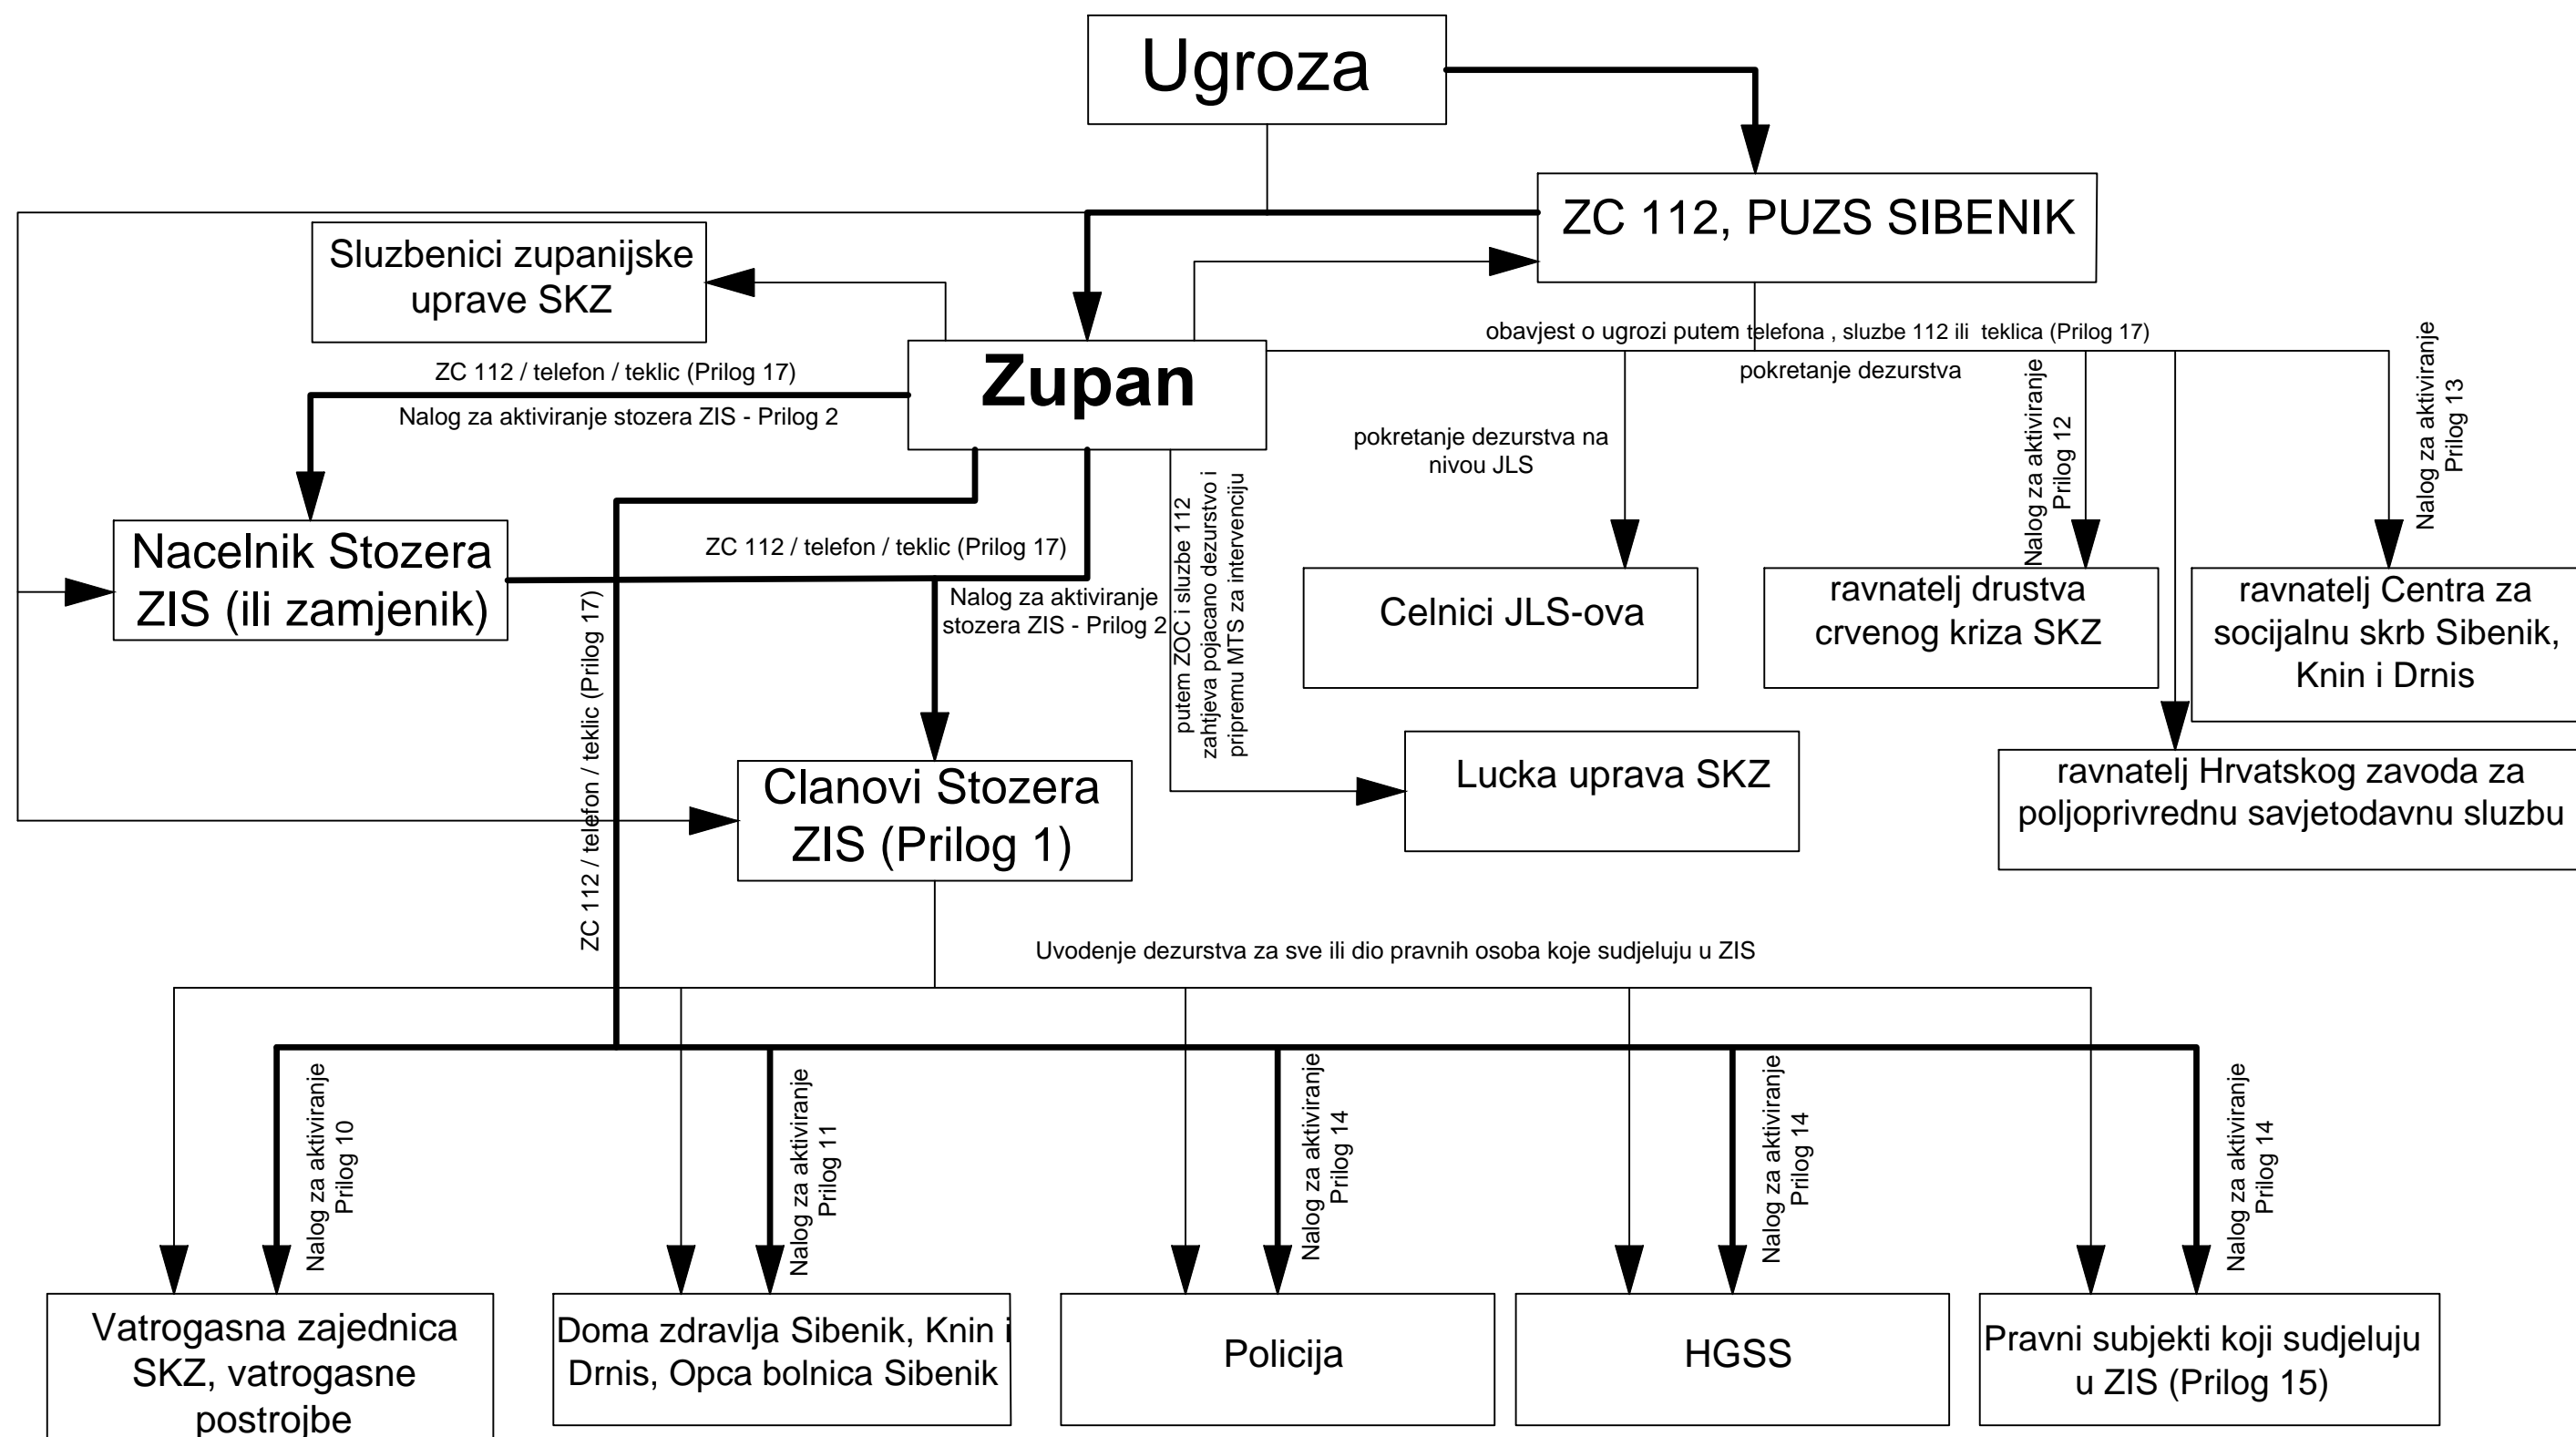 Ugroza
ZC 112, PUZS SIBENIK
Sluzbenici zupanijske
uprave SKZ
obavjest o ugrozi putem telefona , sluzbe 112 ili  teklica (Prilog 17)
pokretanje dezurstva
Zupan
ZC 112 / telefon / teklic (Prilog 17)
Nalog za aktiviranje stozera ZIS - Prilog 2
pokretanje dezurstva na
nivou JLS
Nalog za aktiviranje
Prilog 12
Nalog za aktiviranje
Prilog 13
Nacelnik Stozera
ZIS (ili zamjenik)
ZC 112 / telefon / teklic (Prilog 17)
Nalog za aktiviranje
stozera ZIS - Prilog 2
putem ZOC i sluzbe 112
zahtjeva pojacano dezurstvo i
pripremu MTS za intervenciju
Celnici JLS-ova
ravnatelj drustva
crvenog kriza SKZ
ravnatelj Centra za
socijalnu skrb Sibenik,
Knin i Drnis
ZC 112 / telefon / teklic (Prilog 17)
Clanovi Stozera
ZIS (Prilog 1)
Lucka uprava SKZ
ravnatelj Hrvatskog zavoda za
poljoprivrednu savjetodavnu sluzbu
Uvodenje dezurstva za sve ili dio pravnih osoba koje sudjeluju u ZIS
Nalog za aktiviranje
Prilog 10
Nalog za aktiviranje
Prilog 11
Nalog za aktiviranje
Prilog 14
Nalog za aktiviranje
Prilog 14
Nalog za aktiviranje
Prilog 14
Vatrogasna zajednica
SKZ, vatrogasne
postrojbe
Doma zdravlja Sibenik, Knin i
Drnis, Opca bolnica Sibenik
Policija
HGSS
Pravni subjekti koji sudjeluju
u ZIS (Prilog 15)